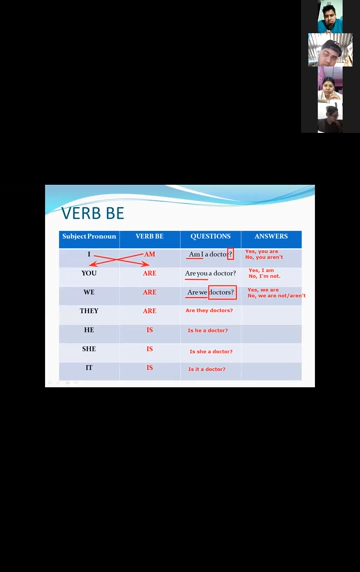 VERB BE
Subject Pronoun VERB BE QUESTIONS ANSWERS
I AM Am I a doctor? Yes, you are
No, you aren't
YOU ARE Are you a doctor? Yes, I am
No, I'm not.
WE ARE Are we doctors? Yes, we are
No, we are not/aren't
THEY ARE Are they doctors?
HE IS Is he a doctor?
SHE IS Is she a doctor?
IT IS Is it a doctor?